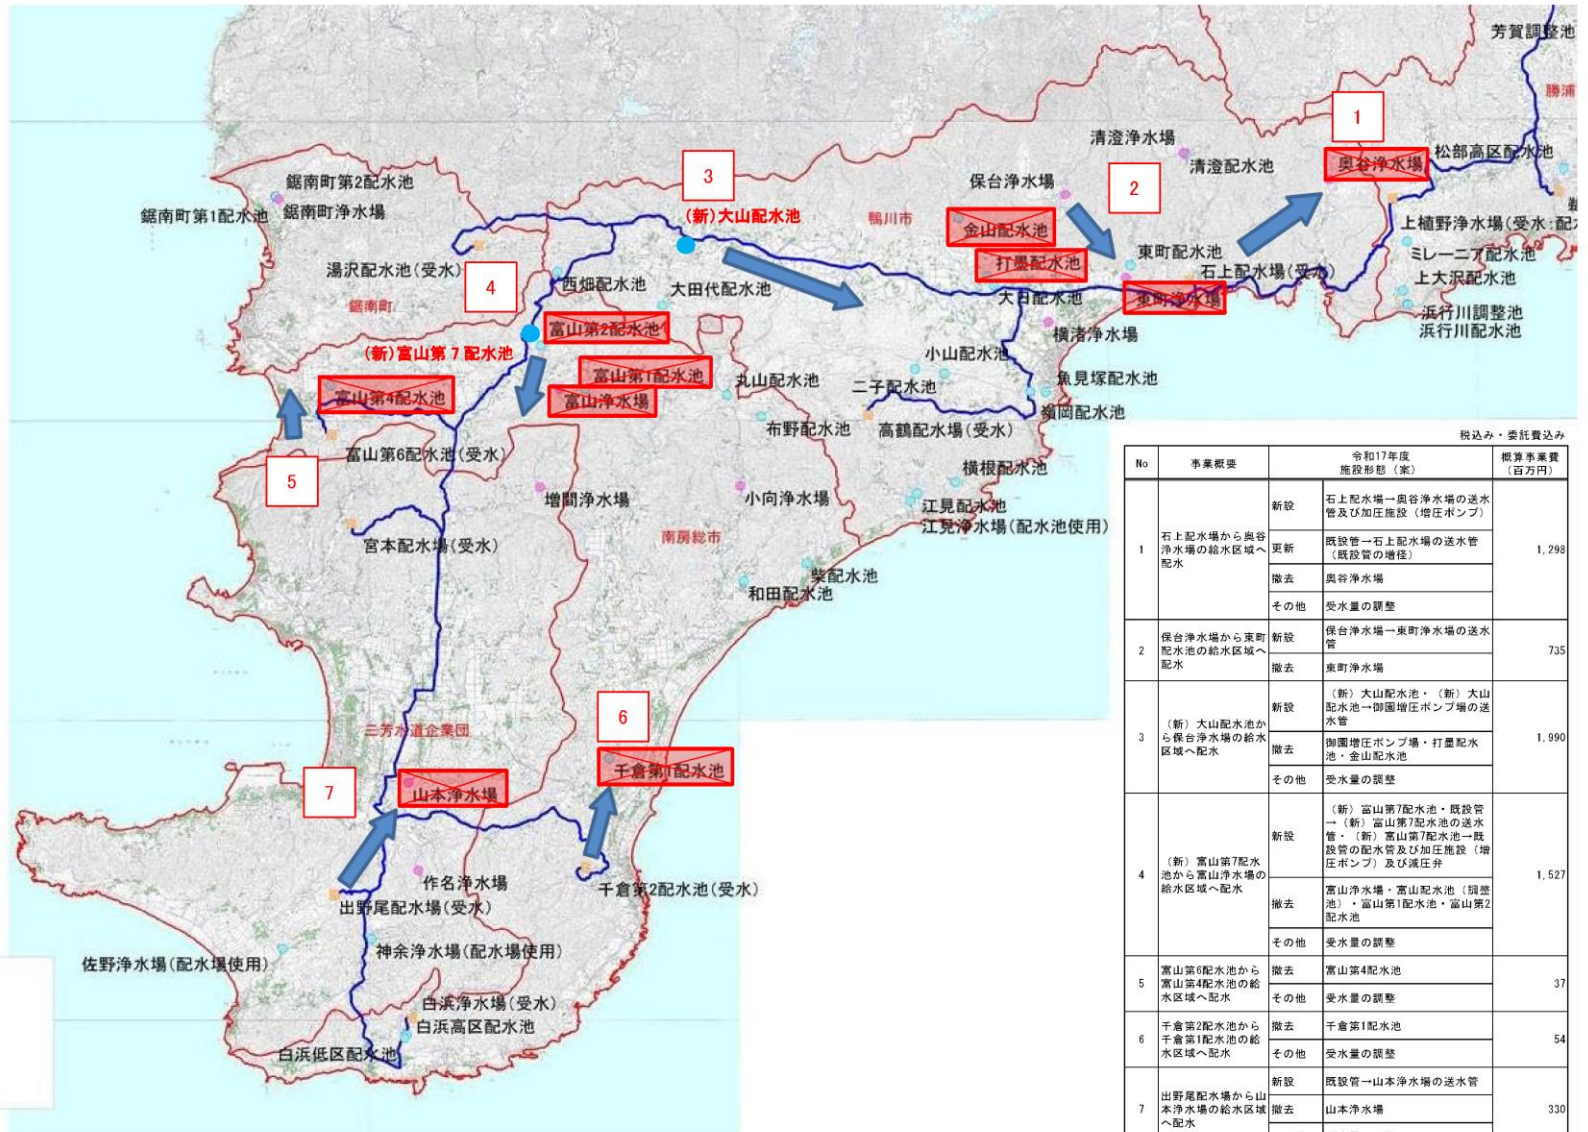 芳賀調整池
勝浦
1
清澄浄水場
奥谷浄水場
松部高区配水池
清澄配水池
3
保台浄水場
2
鋸南町第2配水池
鋸南町第1配水池
鋸南町浄水場
(新)大山配水池
鴨川市
金山配水池
上植野浄水場(受水:配
打墨配水池
東町配水池
ミレーニア配水池
湯沢配水池(受水)
4
西畑配水池
石上配水場(受水)
上大沢配水池
大田代配水池
大日配水池
東町浄水場
鋸南町
浜行川調整池
浜行川配水池
富山第2配水池
横渚浄水場
(新)富山第7配水池
小山配水池
富山第1配水池
丸山配水池
二子配水池
魚見塚配水池
富山第4配水池
富山浄水場
嶺岡配水池
布野配水池
高鶴配水場(受水)
富山第6配水池(受水)
5
横根配水池
増間浄水場
小向浄水場
江見配水池
江見浄水場(配水池使用)
宮本配水場(受水)
南房総市
柴配水池
和田配水池
6
三芳水道企業団
千倉第1配水池
7
山本浄水場
作名浄水場
千倉第2配水池(受水)
出野尾配水場(受水)
神余浄水場(配水場使用)
佐野浄水場(配水場使用)
白浜浄水場(受水)
白浜高区配水池
白浜低区配水池
税込み・委託費込み
No 事業概要 令和17年度 施設形態（案） 概算事業費（百万円）
1 石上配水場から奥谷浄水場の給水区域へ配水 1,298
新設 石上配水場→奥谷浄水場の送水管及び加圧施設（増圧ポンプ）
更新 既設管→石上配水場の送水管（既設管の増径）
撤去 奥谷浄水場
その他 受水量の調整
2 保台浄水場から東町配水池の給水区域へ配水 735
新設 保台浄水場→東町浄水場の送水管
撤去 東町浄水場
3 （新）大山配水池から保台浄水場の給水区域へ配水 1,990
新設 （新）大山配水池・（新）大山配水池→御園増圧ポンプ場の送水管
撤去 御園増圧ポンプ場・打墨配水池・金山配水池
その他 受水量の調整
4 （新）富山第7配水池から富山浄水場の給水区域へ配水 1,527
新設 （新）富山第7配水池・既設管→（新）富山第7配水池の送水管・（新）富山第7配水池→既設管の配水管及び加圧施設（増圧ポンプ）及び減圧弁
撤去 富山浄水場・富山配水池（調整池）・富山第1配水池・富山第2配水池
その他 受水量の調整
5 富山第6配水池から富山第4配水池の給水区域へ配水 37
撤去 富山第4配水池
その他 受水量の調整
6 千倉第2配水池から千倉第1配水池の給水区域へ配水 54
撤去 千倉第1配水池
その他 受水量の調整
7 出野尾配水場から山本浄水場の給水区域へ配水 330
新設 既設管→山本浄水場の送水管
撤去 山本浄水場